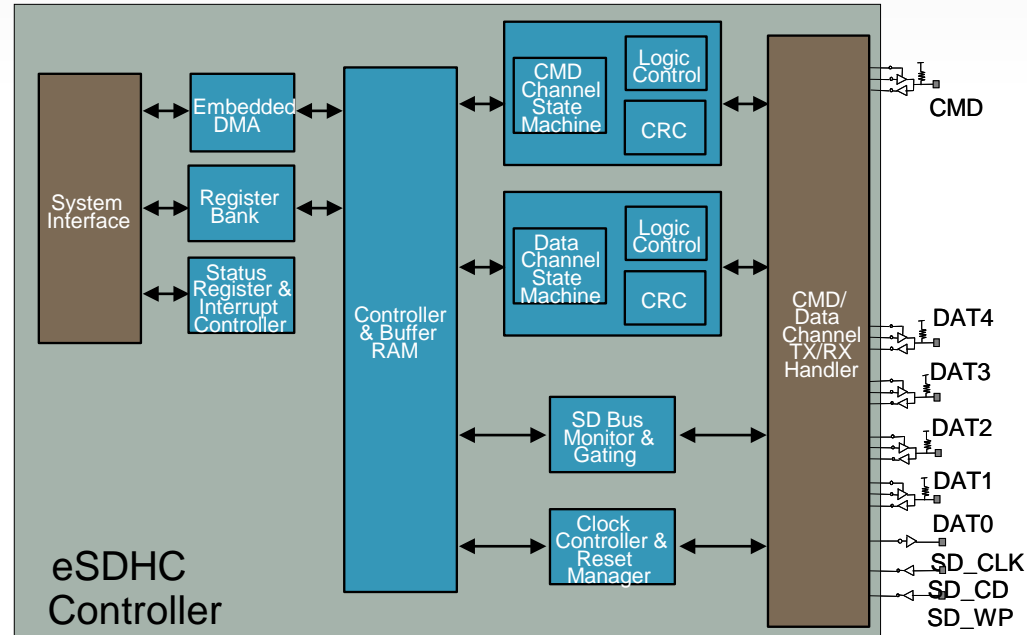 System
Interface
Embedded
DMA
Register
Bank
Status
Register &
Interrupt
Controller
Controller
& Buffer
RAM
CMD
Channel
State
Machine
Logic
Control
CRC
Data
Channel
State
Machine
Logic
Control
CRC
SD Bus
Monitor &
Gating
Clock
Controller &
Reset
Manager
CMD/
Data
Channel
TX/RX
Handler
CMD
DAT4
DAT3
DAT2
DAT1
DAT0
SD_CLK
SD_CD
SD_WP
eSDHC
Controller